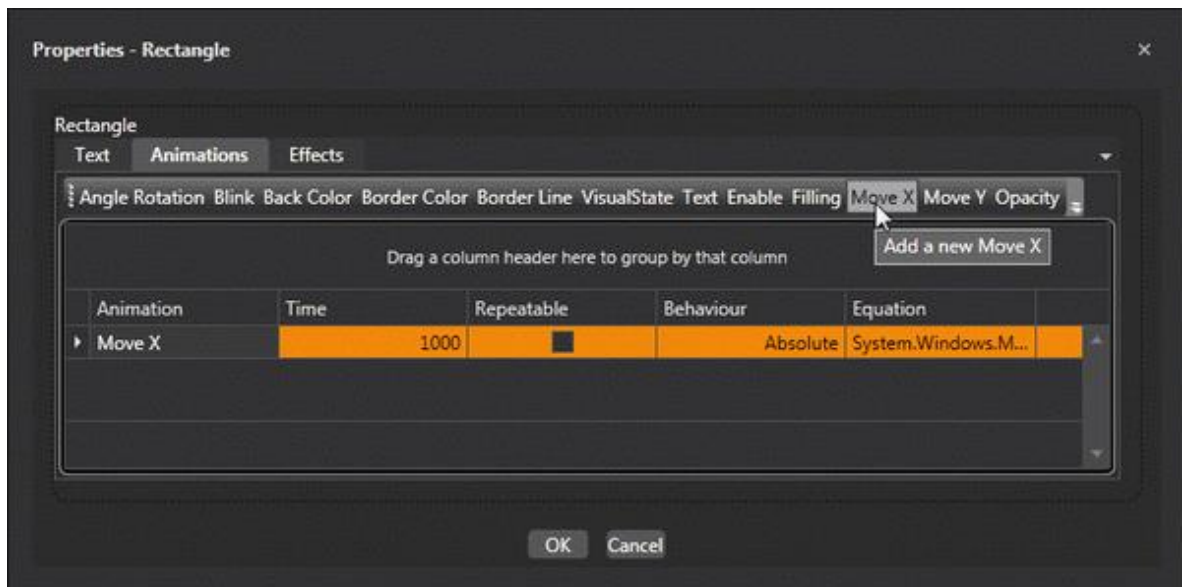 Properties - Rectangle
Rectangle
Text Animations Effects
Angle Rotation Blink Back Color Border Color Border Line VisualState Text Enable Filling Move X Move Y Opacity
Add a new Move X
Drag a column header here to group by that column
Animation Time Repeatable Behaviour Equation
Move X 1000 Absolute System.Windows.M...
OK Cancel